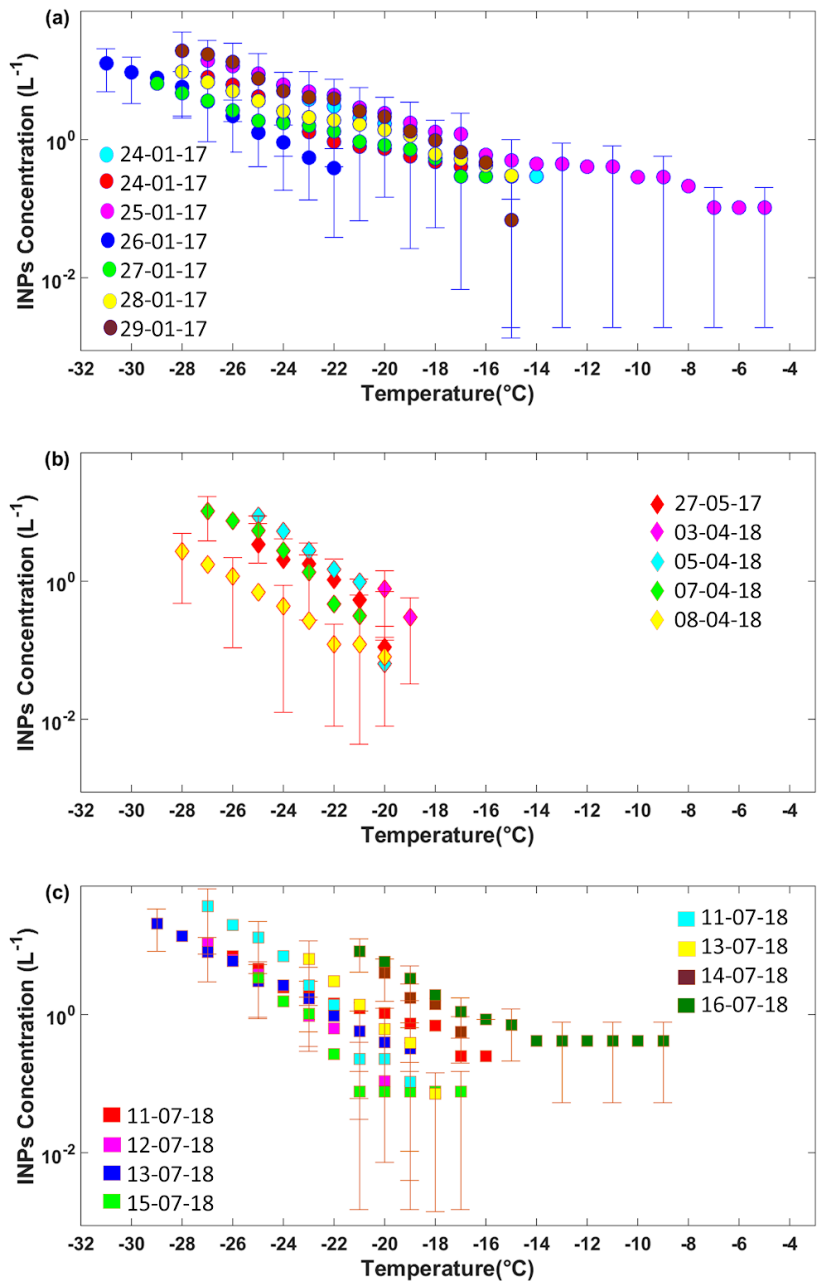 (a)
INPs Concentration (L⁻¹)
10⁰
10⁻²
24-01-17
24-01-17
25-01-17
26-01-17
27-01-17
28-01-17
29-01-17
-32 -30 -28 -26 -24 -22 -20 -18 -16 -14 -12 -10 -8 -6 -4
Temperature(°C)
(b)
INPs Concentration (L⁻¹)
10⁰
10⁻²
27-05-17
03-04-18
05-04-18
07-04-18
08-04-18
-32 -30 -28 -26 -24 -22 -20 -18 -16 -14 -12 -10 -8 -6 -4
Temperature(°C)
(c)
INPs Concentration (L⁻¹)
10⁰
10⁻²
11-07-18
13-07-18
14-07-18
16-07-18
11-07-18
12-07-18
13-07-18
15-07-18
-32 -30 -28 -26 -24 -22 -20 -18 -16 -14 -12 -10 -8 -6 -4
Temperature(°C)